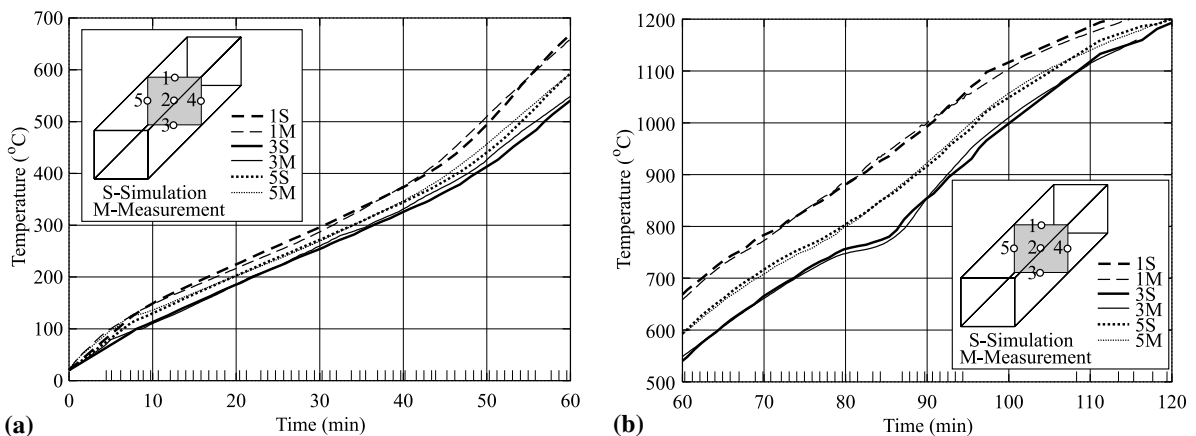 700
600
500
400
300
200
100
0
Temperature (°C)
1
5 2 4
3
1S
1M
3S
3M
5S
5M
S-Simulation
M-Measurement
0 10 20 30 40 50 60
Time (min)
(a)
1200
1100
1000
900
800
700
600
500
Temperature (°C)
1
5 2 4
3
1S
1M
3S
3M
5S
5M
S-Simulation
M-Measurement
60 70 80 90 100 110 120
Time (min)
(b)